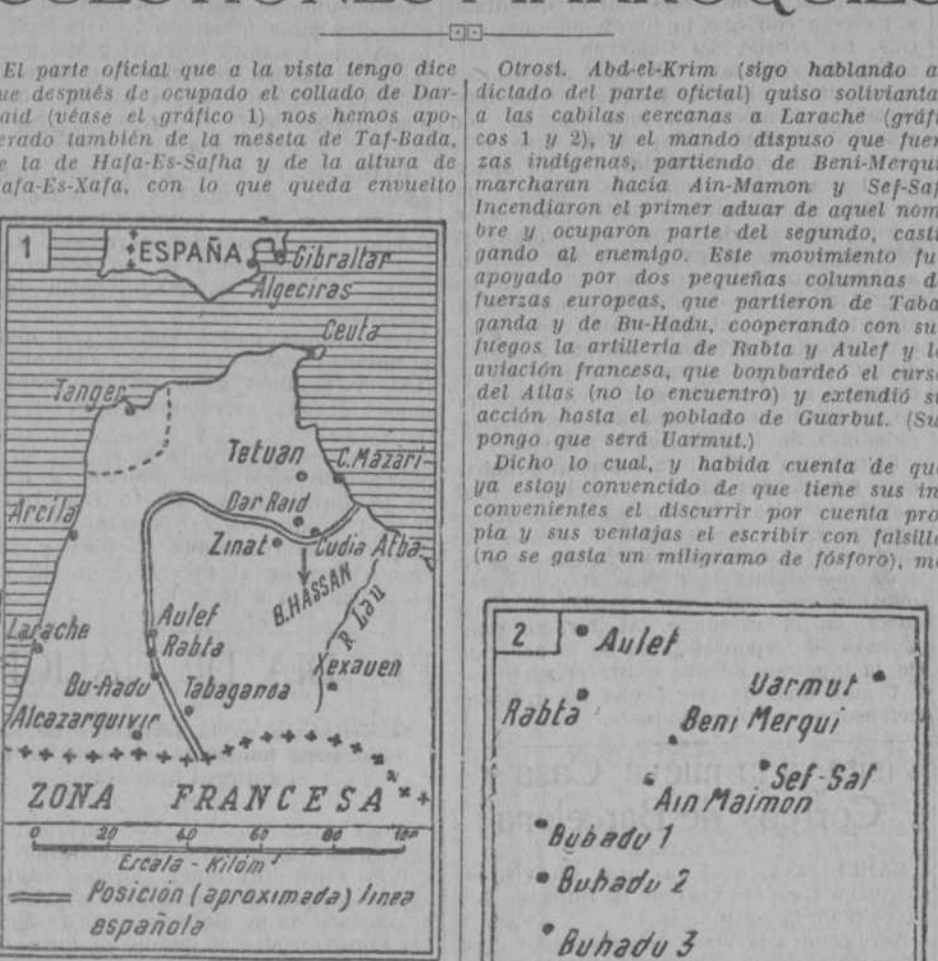 El parte oficial que a la vista tengo dice
ue después de ocupado el collado de Dar-
aid (véase el gráfico 1) nos hemos apo-
erado también de la meseta de Taf-Bada,
e la de Hafa-Es-Safha y de la altura de
afa-Es-Xafa, con lo que queda envuelto
1
ESPAÑA
Gibraltar
Algeciras
Ceuta
Tanger
Tetuan
C.Mazari
Dar Raid
Arcila
Zinat
Cudia Atba
B.HASSAN
R Lau
Aulef
Larache
Rabta
Xexauen
Bu-Hadu
Tabaganda
Alcazarquivir
ZONA FRANCESA
0 20 40 60 80 100
Escala - Kilóm s
Posición (aproximada) linea
española
Otrosí. Abd-el-Krim (sigo hablando a
dictado del parte oficial) quiso solivianta
a las cabilas cercanas a Larache (gráfi
cos 1 y 2), y el mando dispuso que fuer
zas indígenas, partiendo de Beni-Merqui
marcharan hacia Ain-Mamon y Sef-Saf
Incendiaron el primer aduar de aquel nom
bre y ocuparon parte del segundo, casti
gando al enemigo. Este movimiento fu
apoyado por dos pequeñas columnas d
fuerzas europeas, que partieron de Taba
ganda y de Bu-Hadu, cooperando con su
fuegos la artillería de Rabta y Aulef y l
aviación francesa, que bombardeó el curs
del Atlas (no lo encuentro) y extendió s
acción hasta el poblado de Guarbut. (Su
pongo que será Uarmut.)
Dicho lo cual, y habida cuenta de qu
ya estoy convencido de que tiene sus in
convenientes el discurrir por cuenta pro
pia y sus ventajas el escribir con falsill
(no se gasta un miligramo de fósforo), m
2
Aulef
Uarmut
Rabta
Beni Merqui
Sef-Saf
Ain Maimon
Buhadu 1
Buhadu 2
Buhadu 3